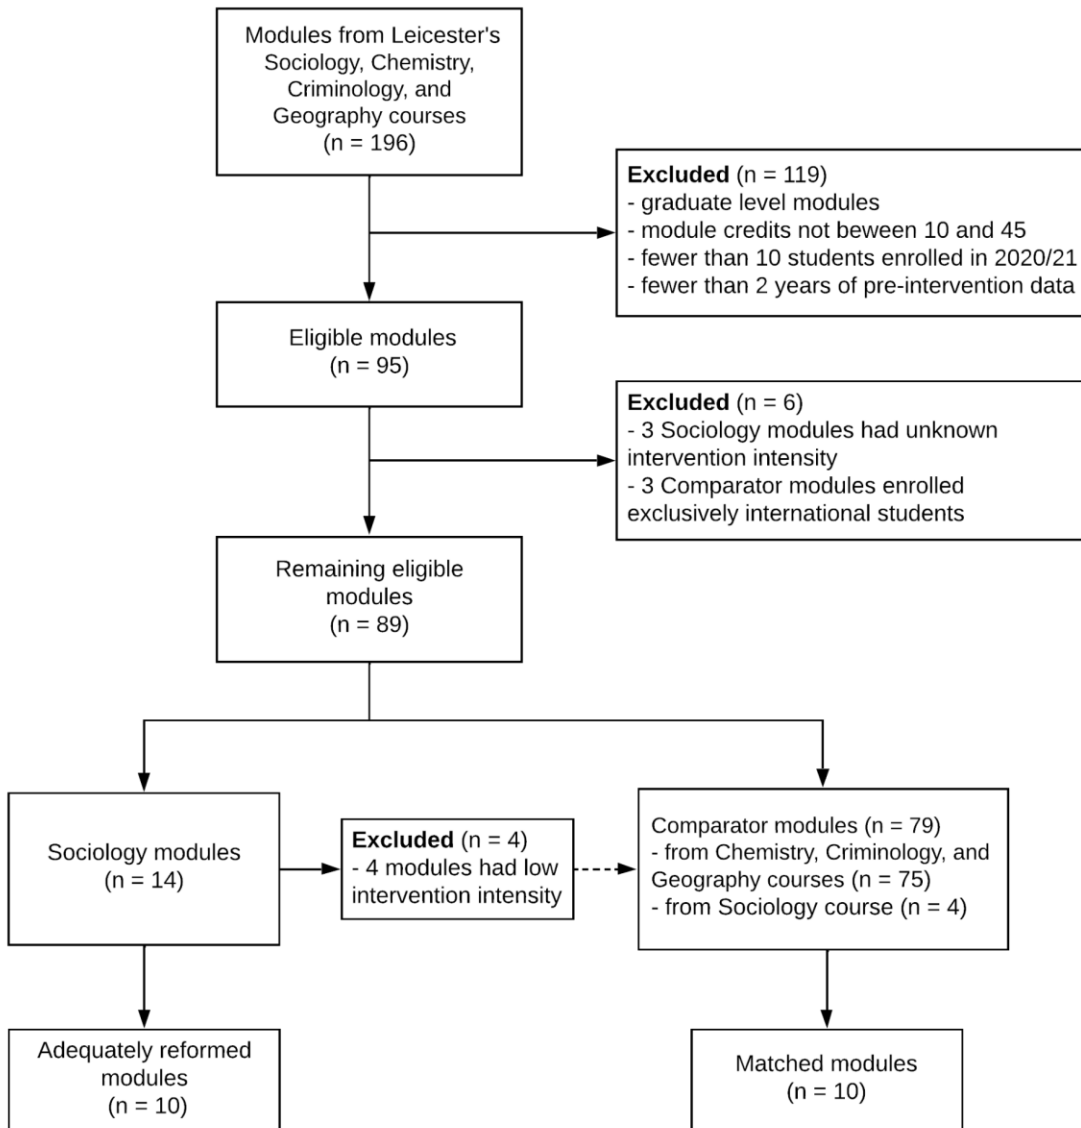 Modules from Leicester's
Sociology, Chemistry,
Criminology, and
Geography courses
(n = 196)
Excluded (n = 119)
- graduate level modules
- module credits not beween 10 and 45
- fewer than 10 students enrolled in 2020/21
- fewer than 2 years of pre-intervention data
Eligible modules
(n = 95)
Excluded (n = 6)
- 3 Sociology modules had unknown
intervention intensity
- 3 Comparator modules enrolled
exclusively international students
Remaining eligible
modules
(n = 89)
Sociology modules
(n = 14)
Excluded (n = 4)
- 4 modules had low
intervention intensity
Comparator modules (n = 79)
- from Chemistry, Criminology, and
Geography courses (n = 75)
- from Sociology course (n = 4)
Adequately reformed
modules
(n = 10)
Matched modules
(n = 10)